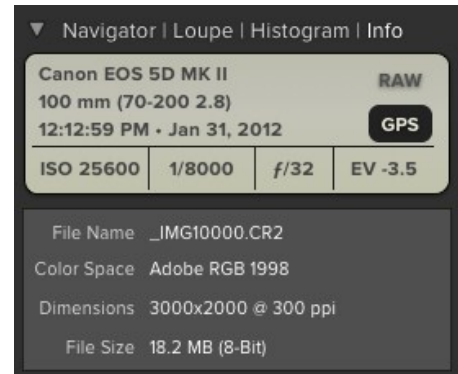 ▼ Navigator | Loupe | Histogram | Info
Canon EOS 5D MK II RAW
100 mm (70-200 2.8)
12:12:59 PM • Jan 31, 2012 GPS
ISO 25600 1/8000 ƒ/32 EV -3.5
File Name _IMG10000.CR2
Color Space Adobe RGB 1998
Dimensions 3000x2000 @ 300 ppi
File Size 18.2 MB (8-Bit)